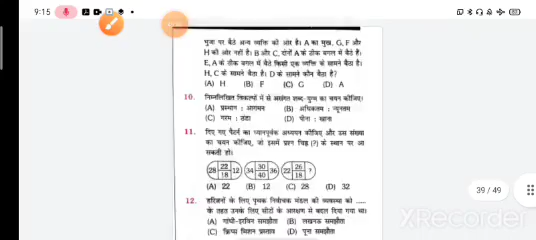 9:15
भुजा पर बैठे अन्य व्यक्ति की ओर है। A का मुख, G, F और
H की ओर नहीं है। B और C, दोनों A के ठीक बगल में बैठे हैं।
E, A के ठीक बगल में बैठे किसी एक व्यक्ति के सामने बैठा है।
H, C के सामने बैठा है। D के सामने कौन बैठा है?
(A) H (B) F (C) G (D) A
10. निम्नलिखित विकल्पों में से असंगत शब्द-युग्म का चयन कीजिए।
(A) प्रस्थान : आगमन (B) अधिकतम : न्यूनतम
(C) गरम : ठंडा (D) पीना : खाना
11. दिए गए पैटर्न का ध्यानपूर्वक अध्ययन कीजिए और उस संख्या
का चयन कीजिए, जो इसमें प्रश्न चिह्न (?) के स्थान पर आ
सकती हो।
28 22 18 12 34 30 40 36 22 26 18 ?
(A) 22 (B) 12 (C) 28 (D) 32
12. हरिजनों के लिए पृथक निर्वाचक मंडल की व्यवस्था को ......
के तहत उनके लिए सीटों के आरक्षण में बदल दिया गया था।
(A) गांधी-इरविन समझौता (B) लखनऊ समझौता
(C) क्रिप्स मिशन प्रस्ताव (D) पूना समझौता
39 / 49
XRECORDER